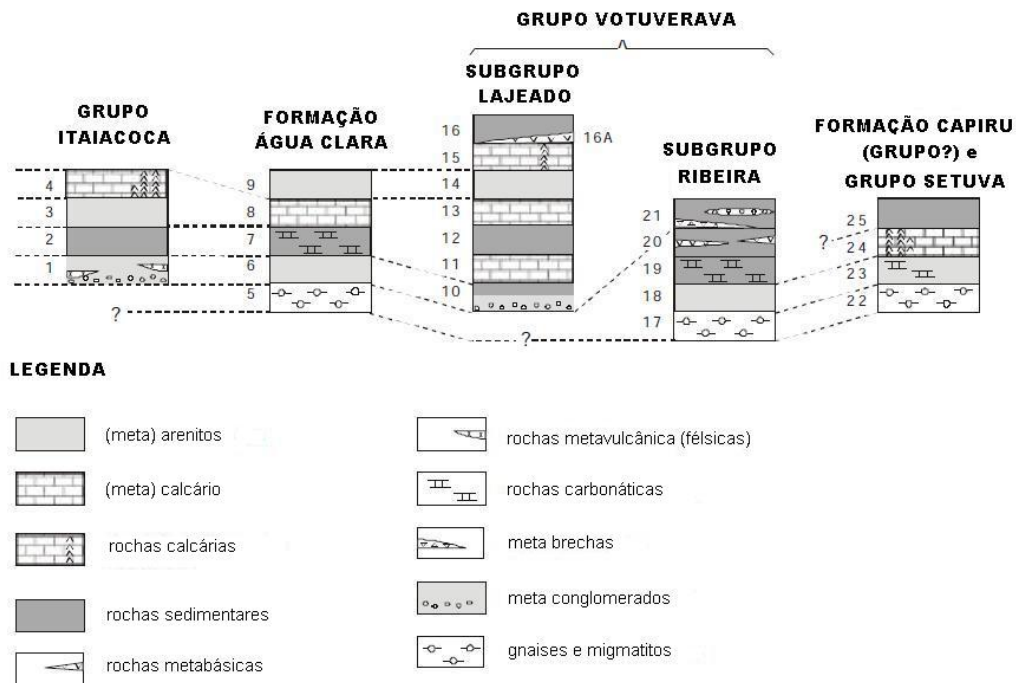 GRUPO VOTUVERAVA
GRUPO
ITAIACOCA
FORMAÇÃO
ÁGUA CLARA
SUBGRUPO
LAJEADO
SUBGRUPO
RIBEIRA
FORMAÇÃO CAPIRU
(GRUPO?) e
GRUPO SETUVA
4
3
2
1
?
9
8
7
6
5
16
16A
15
14
13
12
11
10
?
21
20
19
18
17
?
25
24
23
22
LEGENDA
(meta) arenitos
(meta) calcário
rochas calcárias
rochas sedimentares
rochas metabásicas
rochas metavulcânica (félsicas)
rochas carbonáticas
meta brechas
meta conglomerados
gnaises e migmatitos